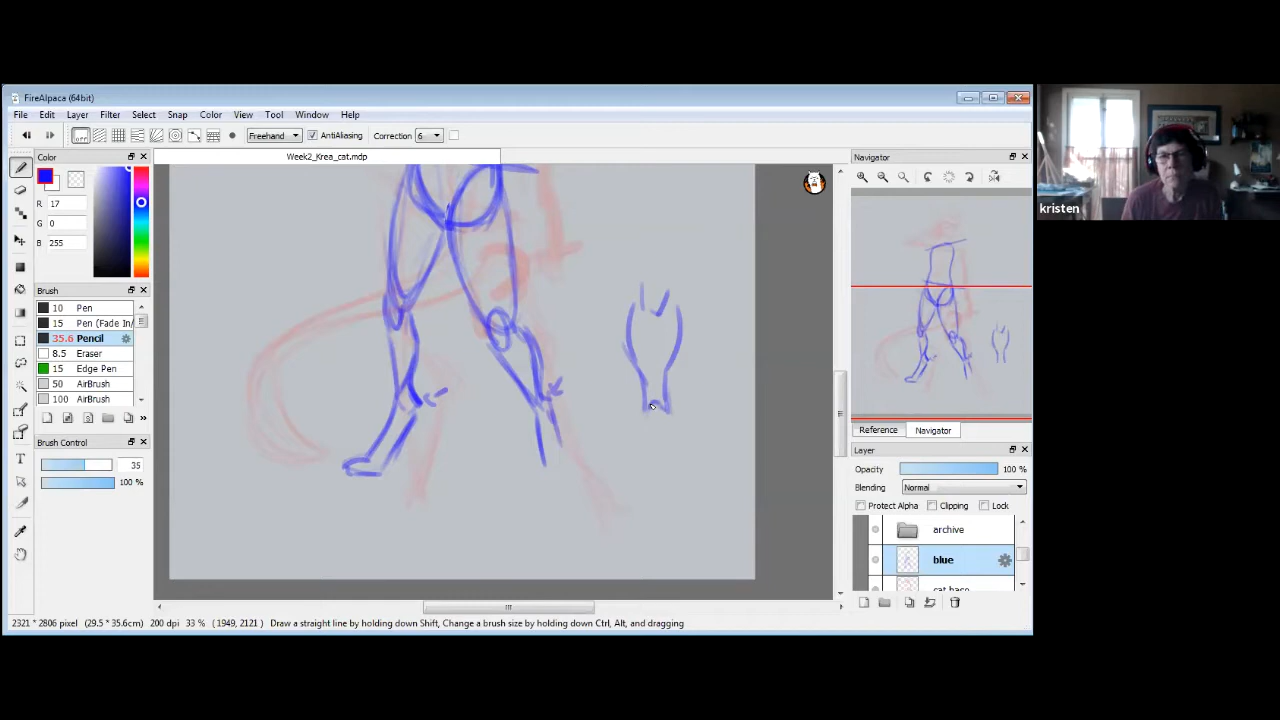 FireAlpaca (64bit)
File Edit Layer Filter Select Snap Color View Tool Window Help
OFF Freehand AntiAliasing Correction 6
Color
Week2_Krea_cat.mdp
Navigator
R 17
G 0
B 255
kristen
Brush
10 Pen
15 Pen (Fade In/
35.6 Pencil
8.5 Eraser
15 Edge Pen
50 AirBrush
100 AirBrush
Brush Control
35
100 %
Reference Navigator
Layer
Opacity 100 %
Blending Normal
Protect Alpha Clipping Lock
archive
blue
cat base
2321 * 2806 pixel (29.5 * 35.6cm) 200 dpi 33 % ( 1949, 2121 ) Draw a straight line by holding down Shift, Change a brush size by holding down Ctrl, Alt, and dragging